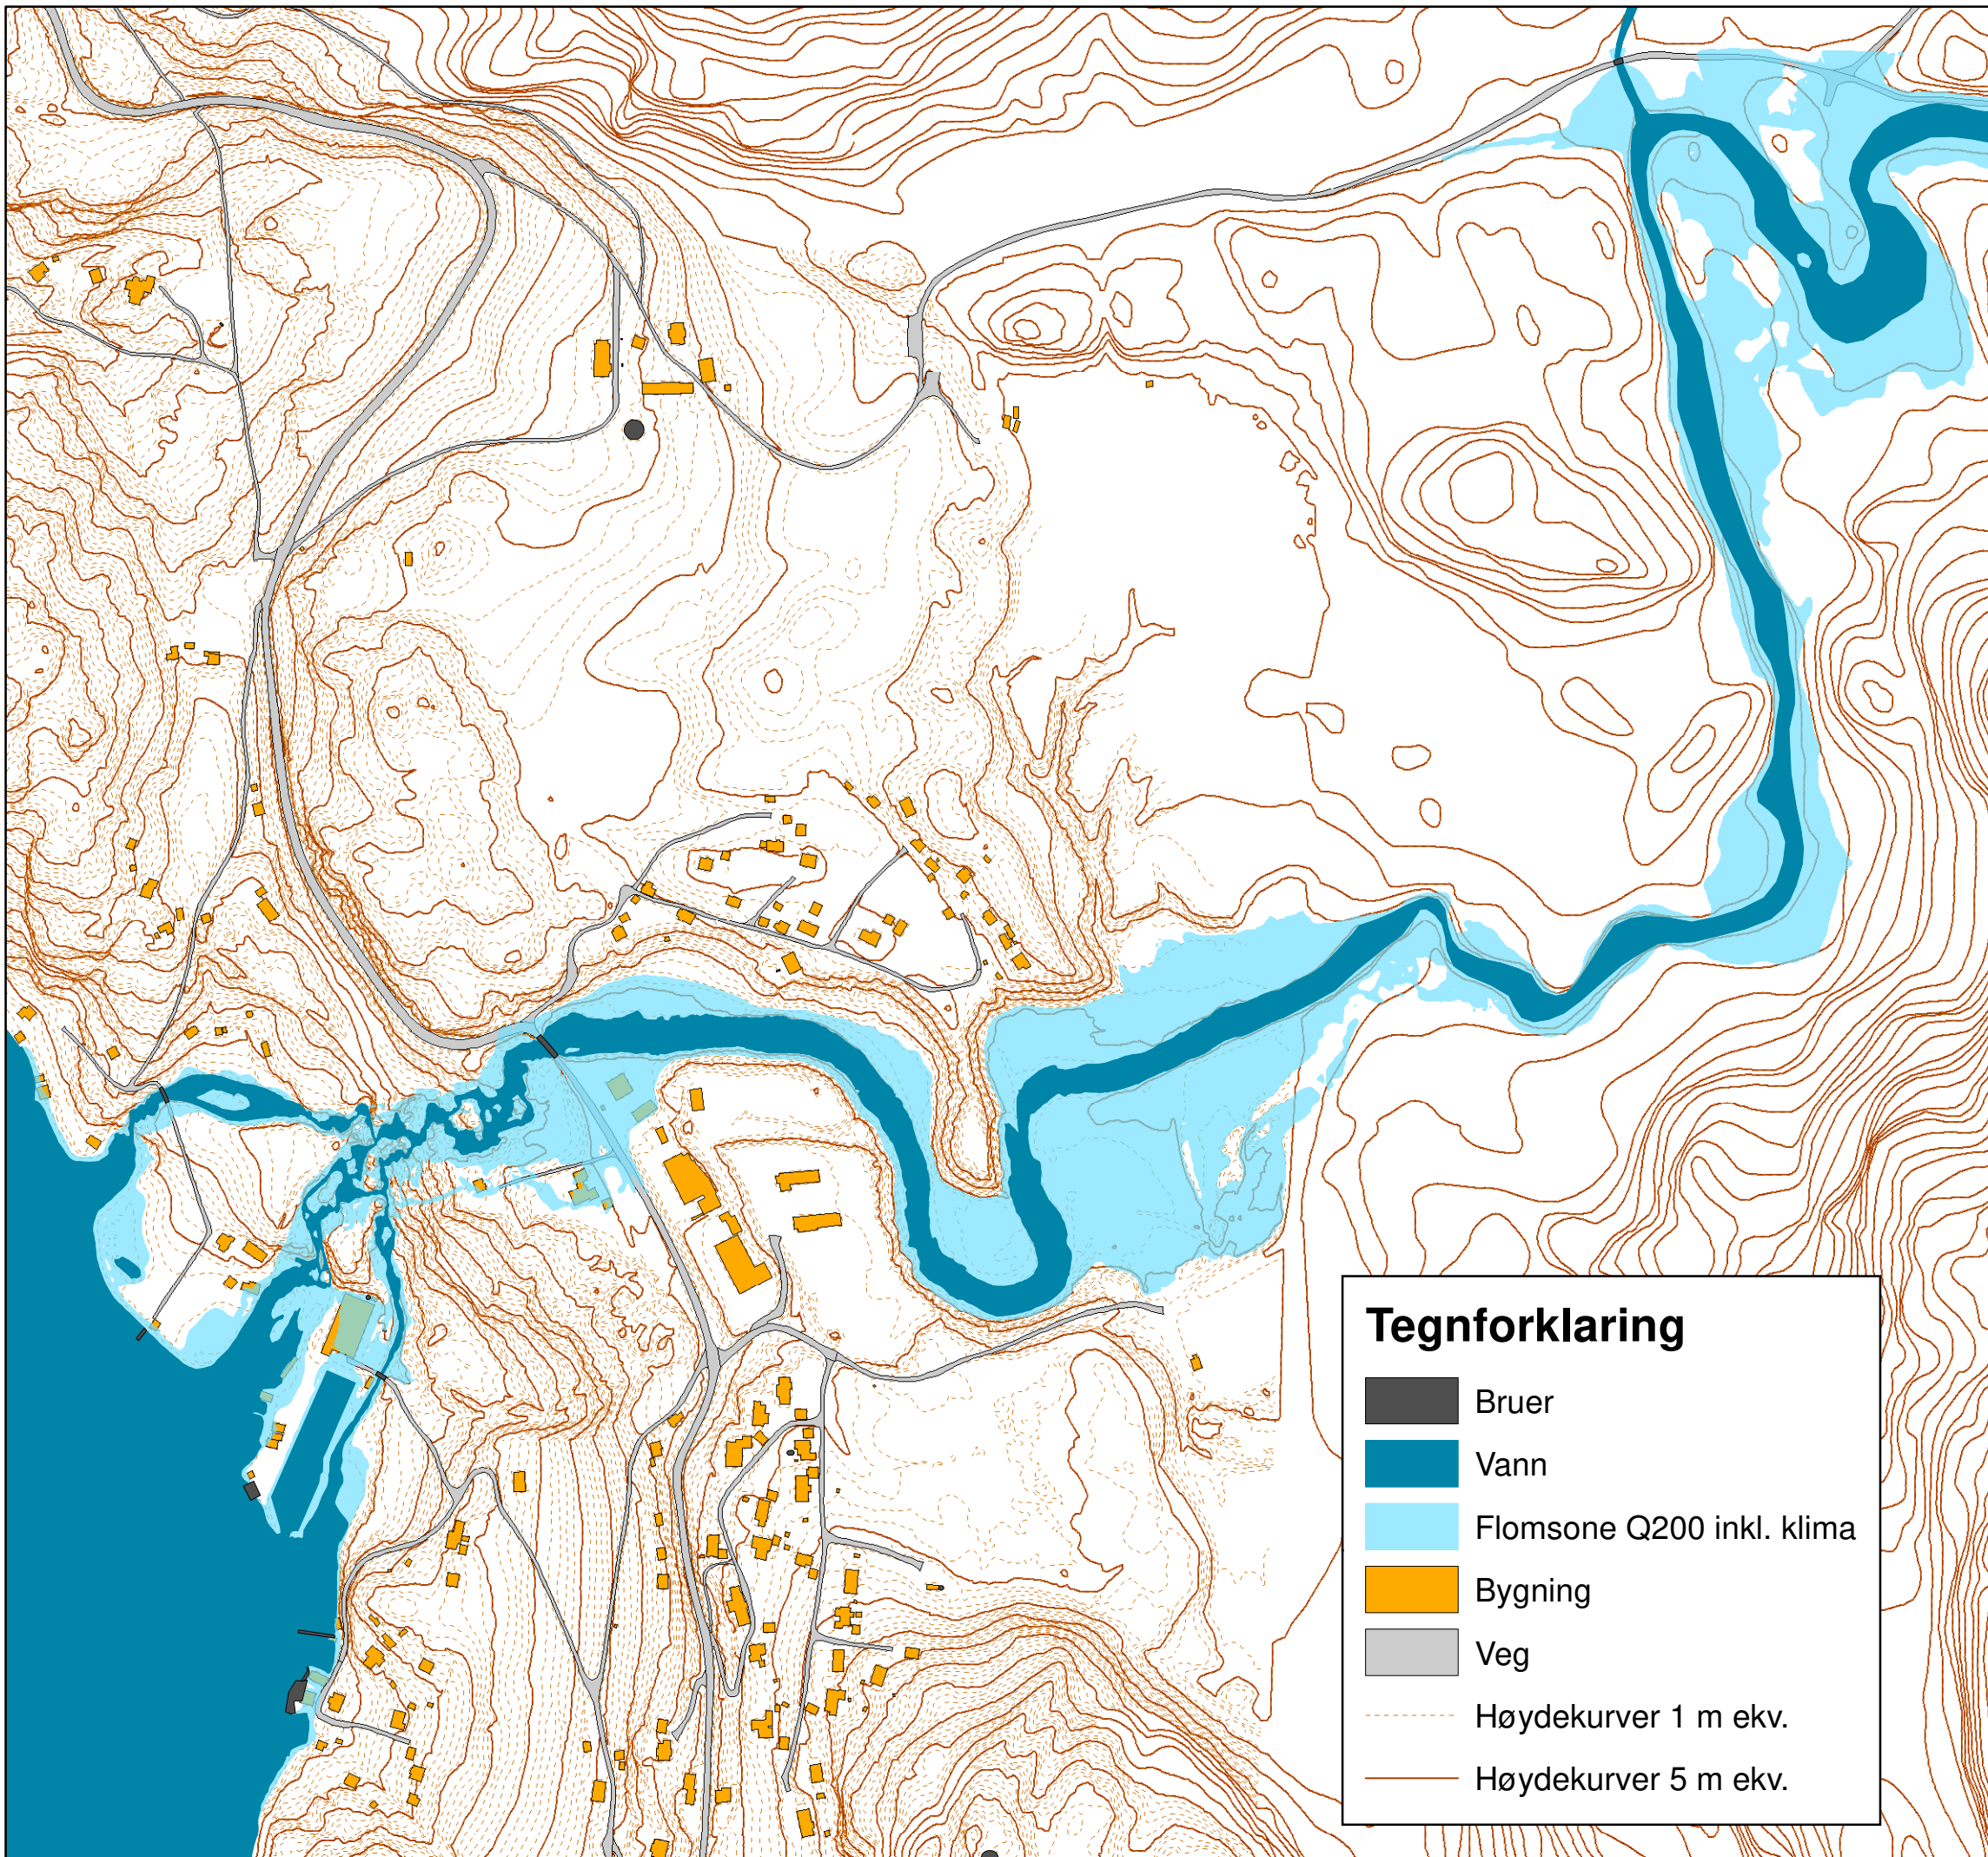 Tegnforklaring
Bruer
Vann
Flomsone Q200 inkl. klima
Bygning
Veg
Høydekurver 1 m ekv.
Høydekurver 5 m ekv.